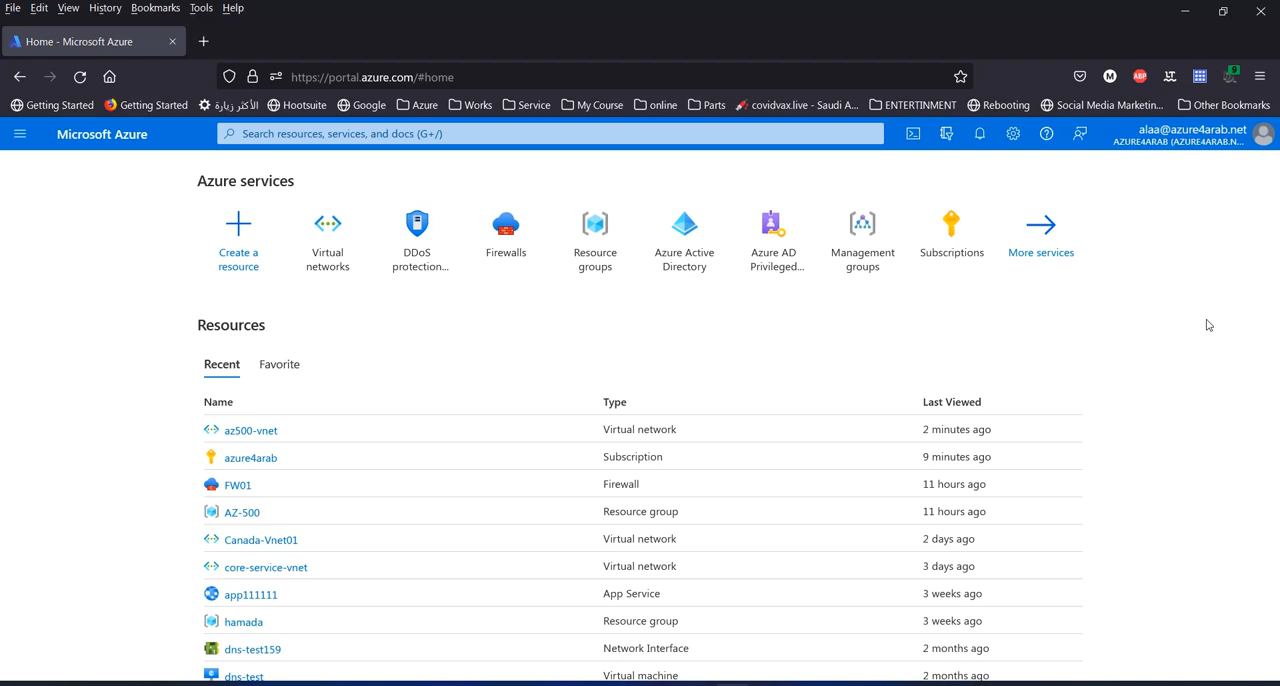 File Edit View History Bookmarks Tools Help
Home - Microsoft Azure
https://portal.azure.com/#home
M ABP 9
Getting Started Getting Started الأكثر زيارة Hootsuite Google Azure Works Service My Course online Parts covidvax.live - Saudi A... ENTERTINMENT Rebooting Social Media Marketin... Other Bookmarks
Microsoft Azure Search resources, services, and docs (G+/) alaa@azure4arab.net
AZURE4ARAB (AZURE4ARAB.N...
Azure services
Create a resource
Virtual networks
DDoS protection...
Firewalls
Resource groups
Azure Active Directory
Azure AD Privileged...
Management groups
Subscriptions
More services
Resources
Recent Favorite
Name Type Last Viewed
az500-vnet Virtual network 2 minutes ago
azure4arab Subscription 9 minutes ago
FW01 Firewall 11 hours ago
AZ-500 Resource group 11 hours ago
Canada-Vnet01 Virtual network 2 days ago
core-service-vnet Virtual network 3 days ago
app111111 App Service 3 weeks ago
hamada Resource group 3 weeks ago
dns-test159 Network Interface 2 months ago
dns-test Virtual machine 2 months ago